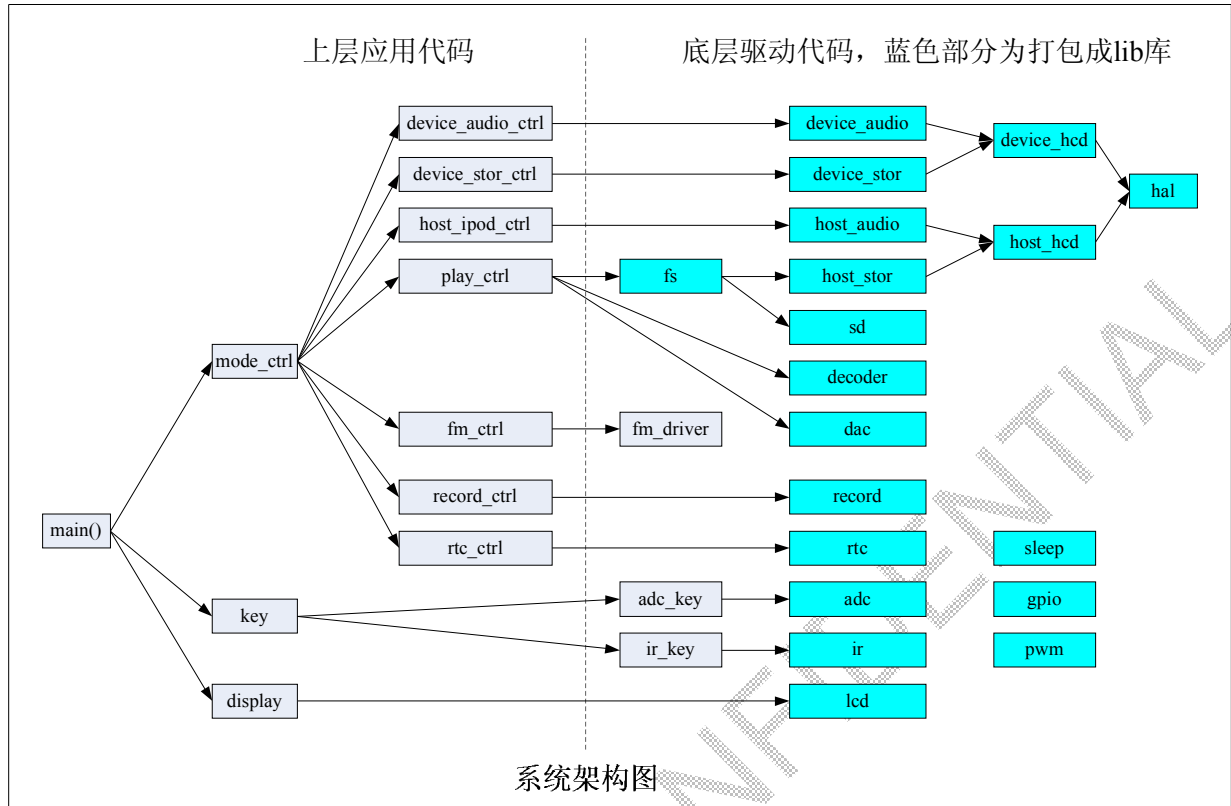 上层应用代码
底层驱动代码，蓝色部分为打包成lib库
device_audio_ctrl
device_audio
device_hcd
device_stor_ctrl
device_stor
hal
host_ipod_ctrl
host_audio
host_hcd
play_ctrl
fs
host_stor
sd
mode_ctrl
decoder
fm_ctrl
fm_driver
dac
record_ctrl
record
main()
rtc_ctrl
rtc
sleep
key
adc_key
adc
gpio
ir_key
ir
pwm
display
lcd
系统架构图
NFIDENTIAL